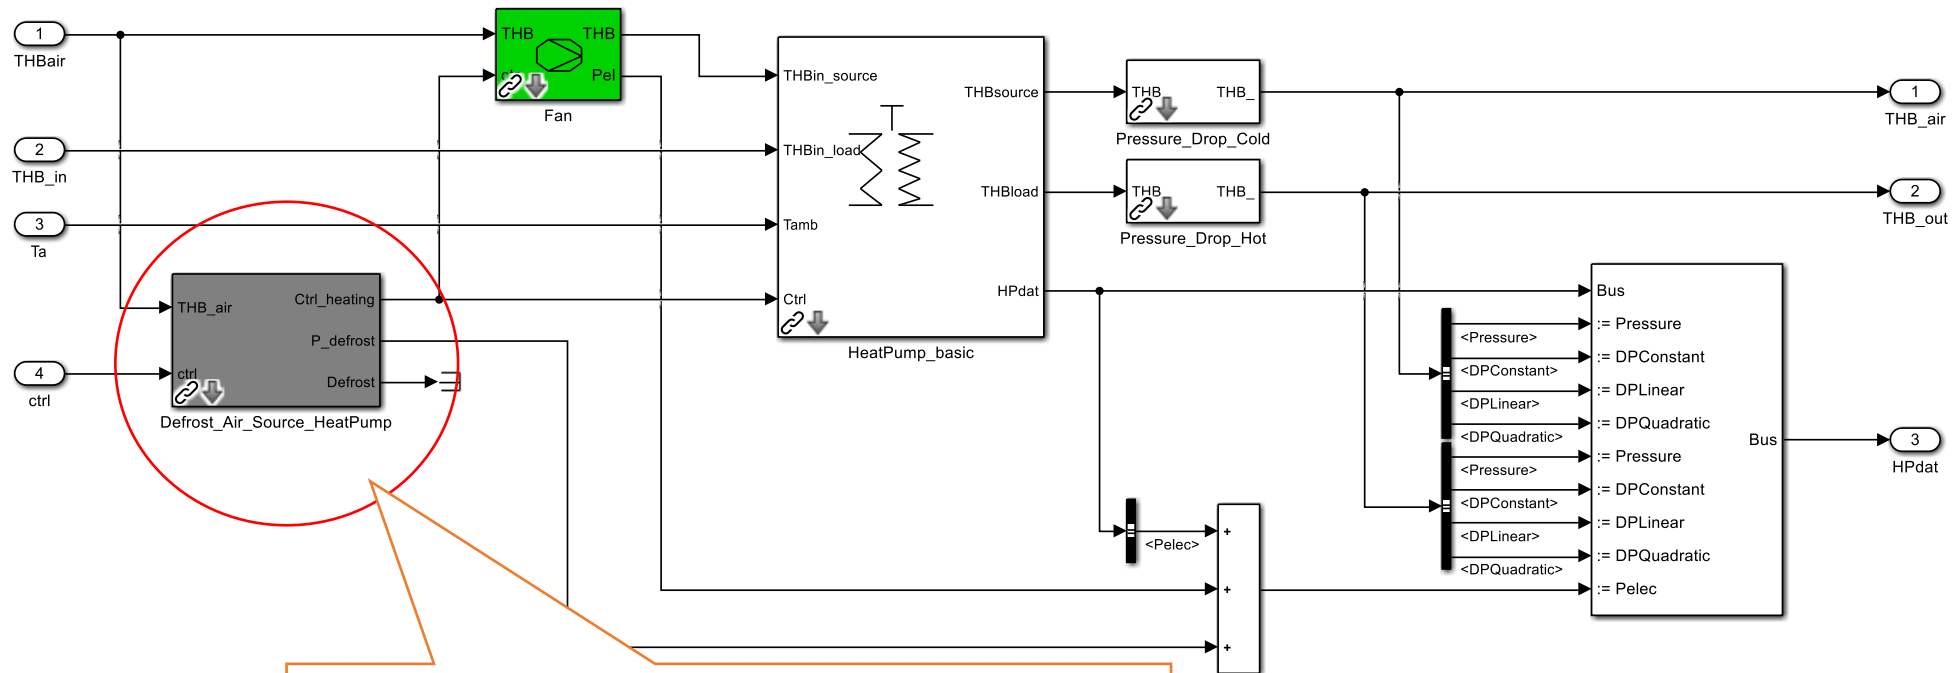 1
THBair
2
THB_in
3
Ta
4
ctrl
THB
THB
Pel
Fan
THB_air
ctrl
Ctrl_heating
P_defrost
Defrost
Defrost_Air_Source_HeatPump
THBin_source
THBin_load
Tamb
Ctrl
THBsource
THBload
HPdat
HeatPump_basic
THB
THB_
Pressure_Drop_Cold
THB
THB_
Pressure_Drop_Hot
<Pelec>
+
+
+
<Pressure>
<DPConstant>
<DPLinear>
<DPQuadratic>
<Pressure>
<DPConstant>
<DPLinear>
<DPQuadratic>
Bus
:= Pressure
:= DPConstant
:= DPLinear
:= DPQuadratic
:= Pressure
:= DPConstant
:= DPLinear
:= DPQuadratic
:= Pelec
Bus
1
THB_air
2
THB_out
3
HPdat